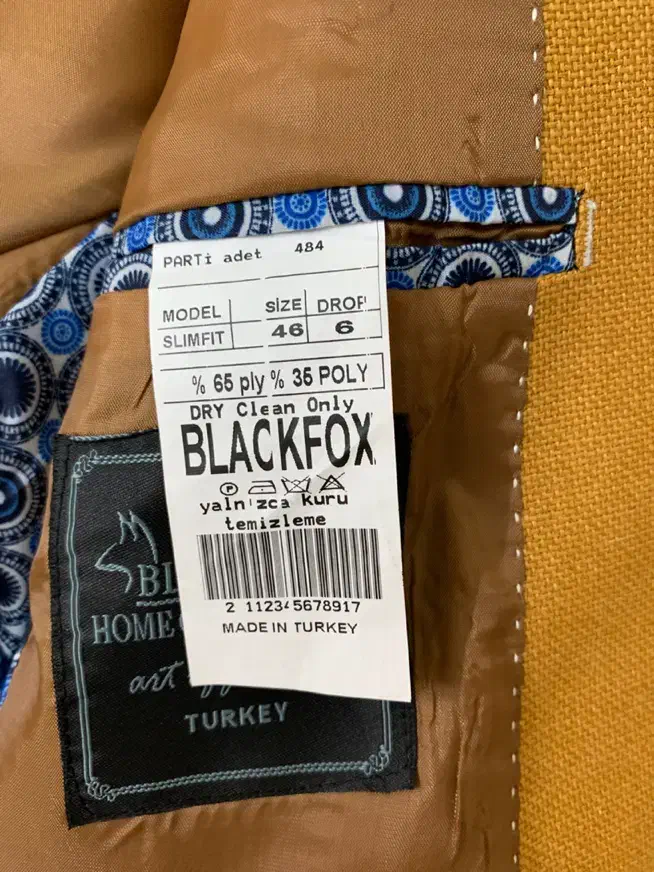 PARTi adet 484
MODEL SIZE DROP
SLIMFIT 46 6
% 65 ply % 35 POLY
DRY Clean Only
BLACKFOX
P
yalnızca kuru
temizleme
2 112345678917
MADE IN TURKEY
HOME
art
TURKEY